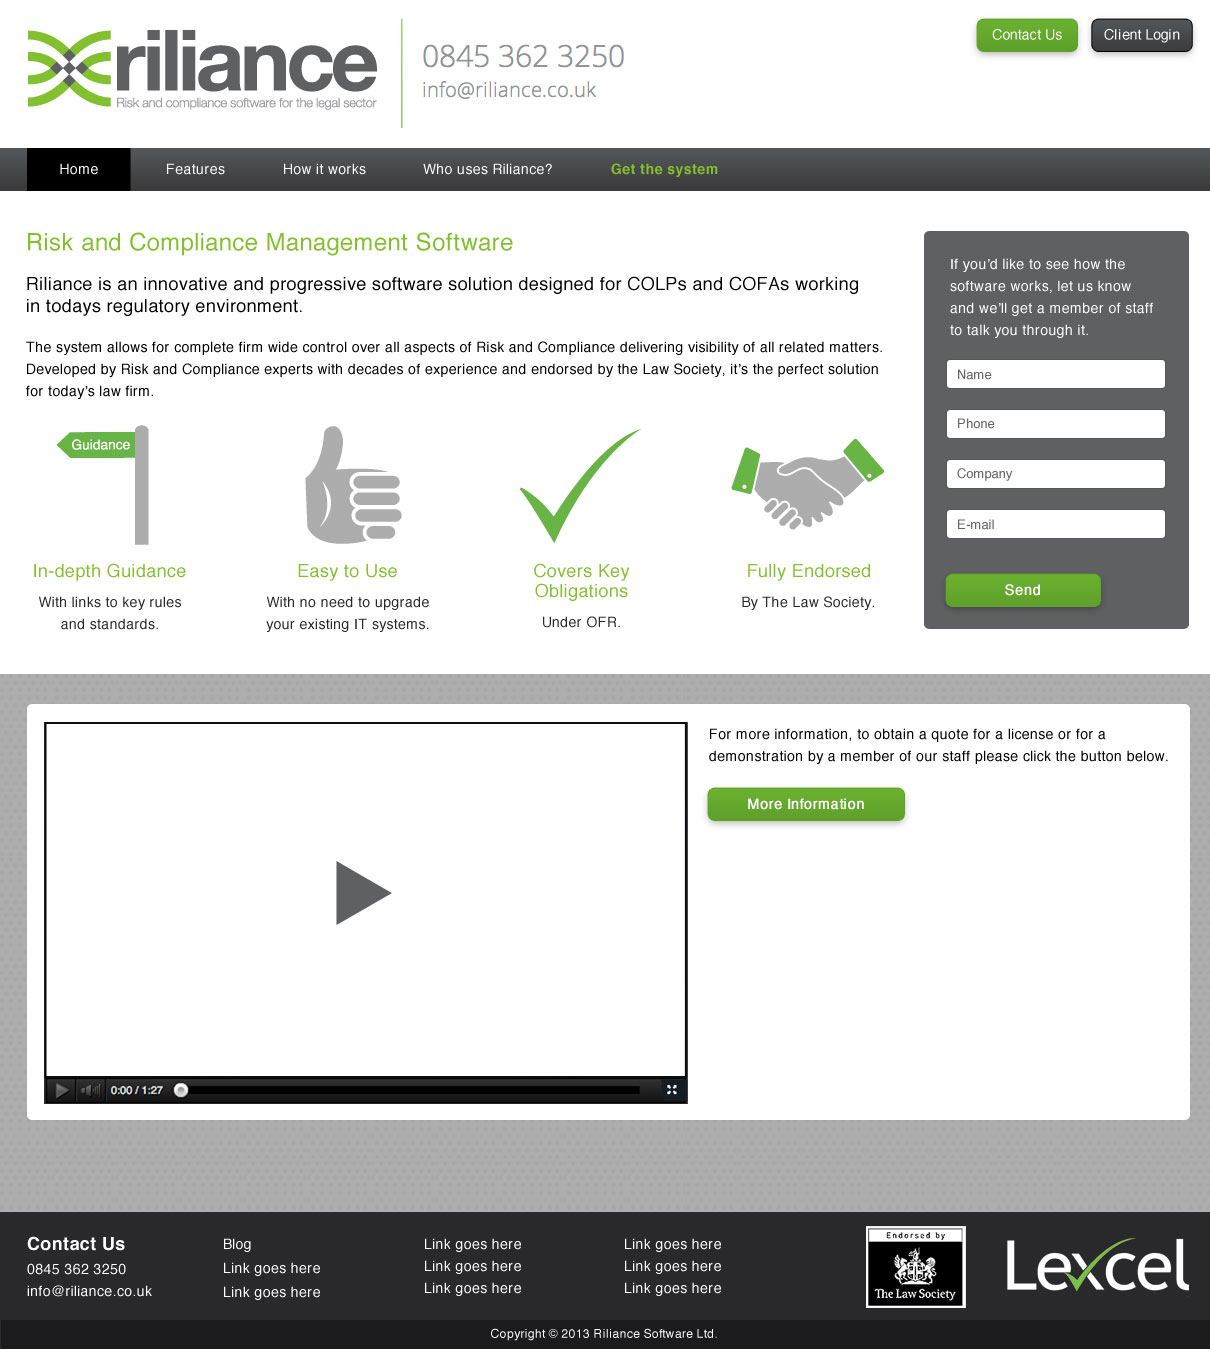 riliance
Risk and compliance software for the legal sector
0845 362 3250
info@riliance.co.uk
Contact Us
Client Login
Home
Features
How it works
Who uses Riliance?
Get the system
Risk and Compliance Management Software
Riliance is an innovative and progressive software solution designed for COLPs and COFAs working
in todays regulatory environment.
The system allows for complete firm wide control over all aspects of Risk and Compliance delivering visibility of all related matters.
Developed by Risk and Compliance experts with decades of experience and endorsed by the Law Society, it’s the perfect solution
for today’s law firm.
Guidance
In-depth Guidance
With links to key rules
and standards.
Easy to Use
With no need to upgrade
your existing IT systems.
Covers Key
Obligations
Under OFR.
Fully Endorsed
By The Law Society.
If you’d like to see how the
software works, let us know
and we’ll get a member of staff
to talk you through it.
Name
Phone
Company
E-mail
Send
For more information, to obtain a quote for a license or for a
demonstration by a member of our staff please click the button below.
More Information
0:00 / 1:27
Contact Us
0845 362 3250
info@riliance.co.uk
Blog
Link goes here
Link goes here
Link goes here
Link goes here
Link goes here
Link goes here
Link goes here
Link goes here
Endorsed by
The Law Society
Lexcel
Copyright © 2013 Riliance Software Ltd.